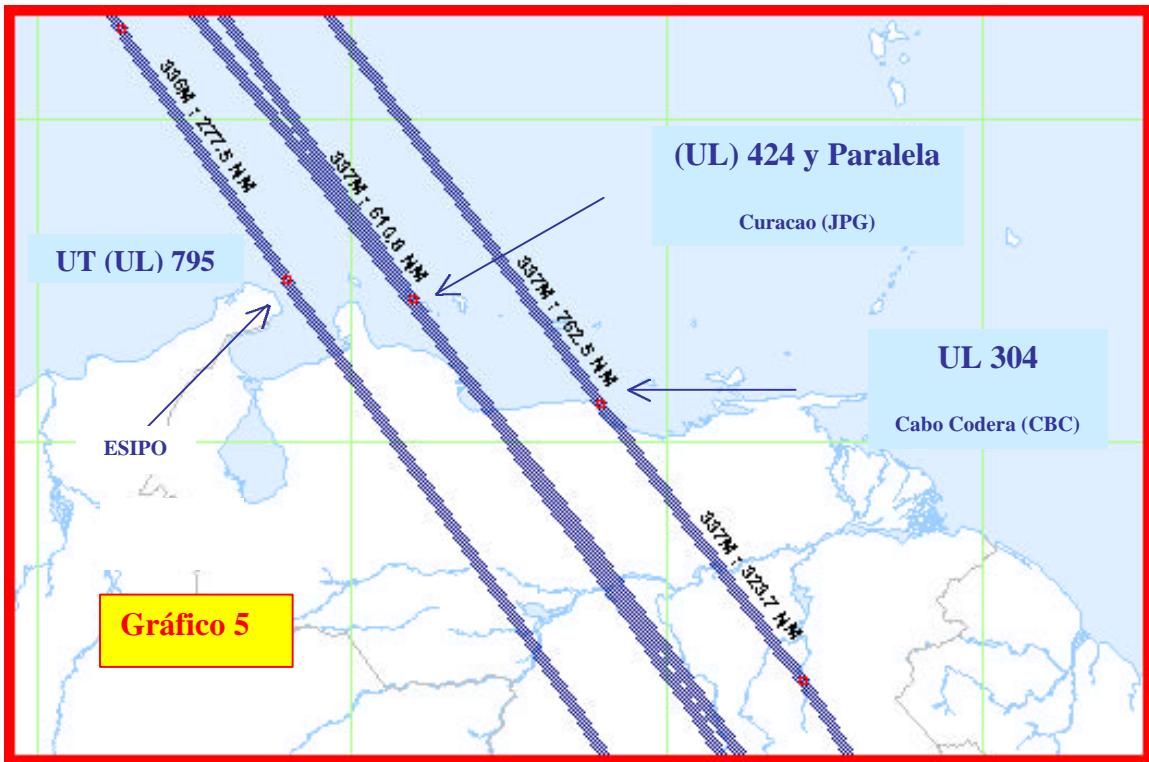 336M : 277.5 NM
337M : 610.8 NM
(UL) 424 y Paralela
Curacao (JPG)
UT (UL) 795
337M : 762.5 NM
UL 304
Cabo Codera (CBC)
ESIPO
337M : 323.7 NM
Gráfico 5